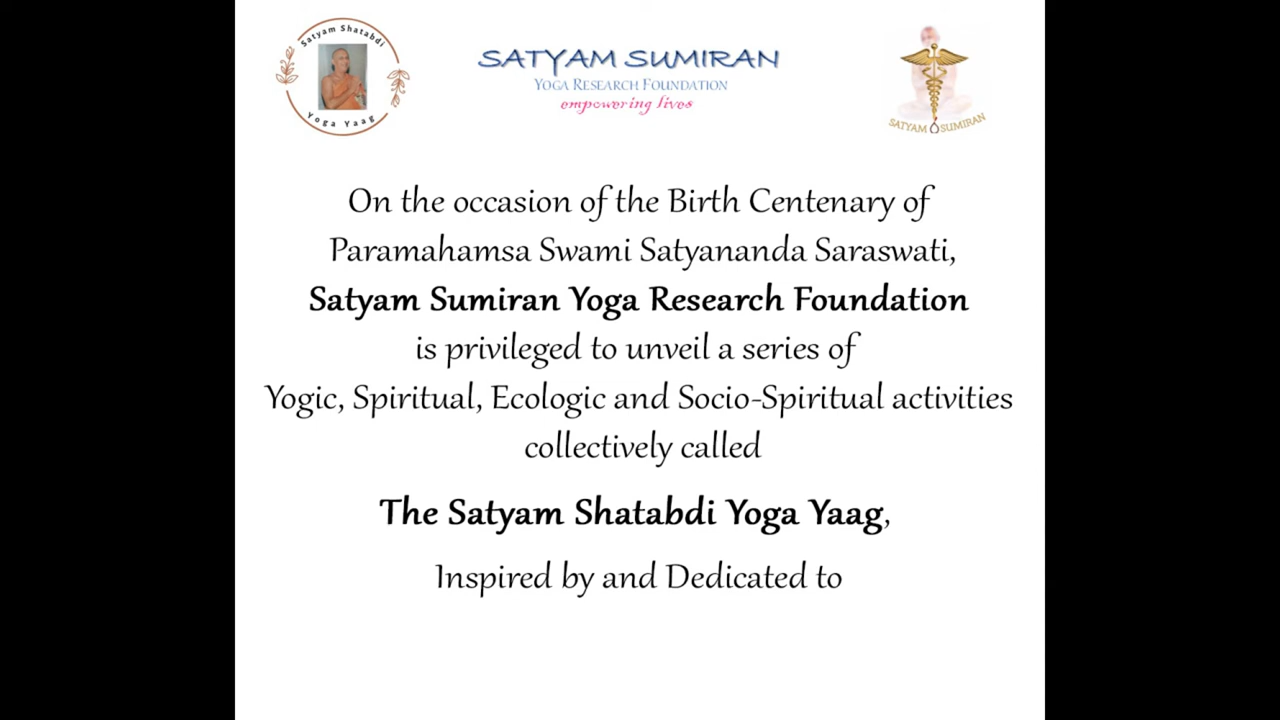 Satyam Shatabdi
Yoga Yaag
SATYAM SUMIRAN
YOGA RESEARCH FOUNDATION
empowering lives
SATYAM SUMIRAN
On the occasion of the Birth Centenary of
Paramahamsa Swami Satyananda Saraswati,
Satyam Sumiran Yoga Research Foundation
is privileged to unveil a series of
Yogic, Spiritual, Ecologic and Socio-Spiritual activities
collectively called
The Satyam Shatabdi Yoga Yaag,
Inspired by and Dedicated to